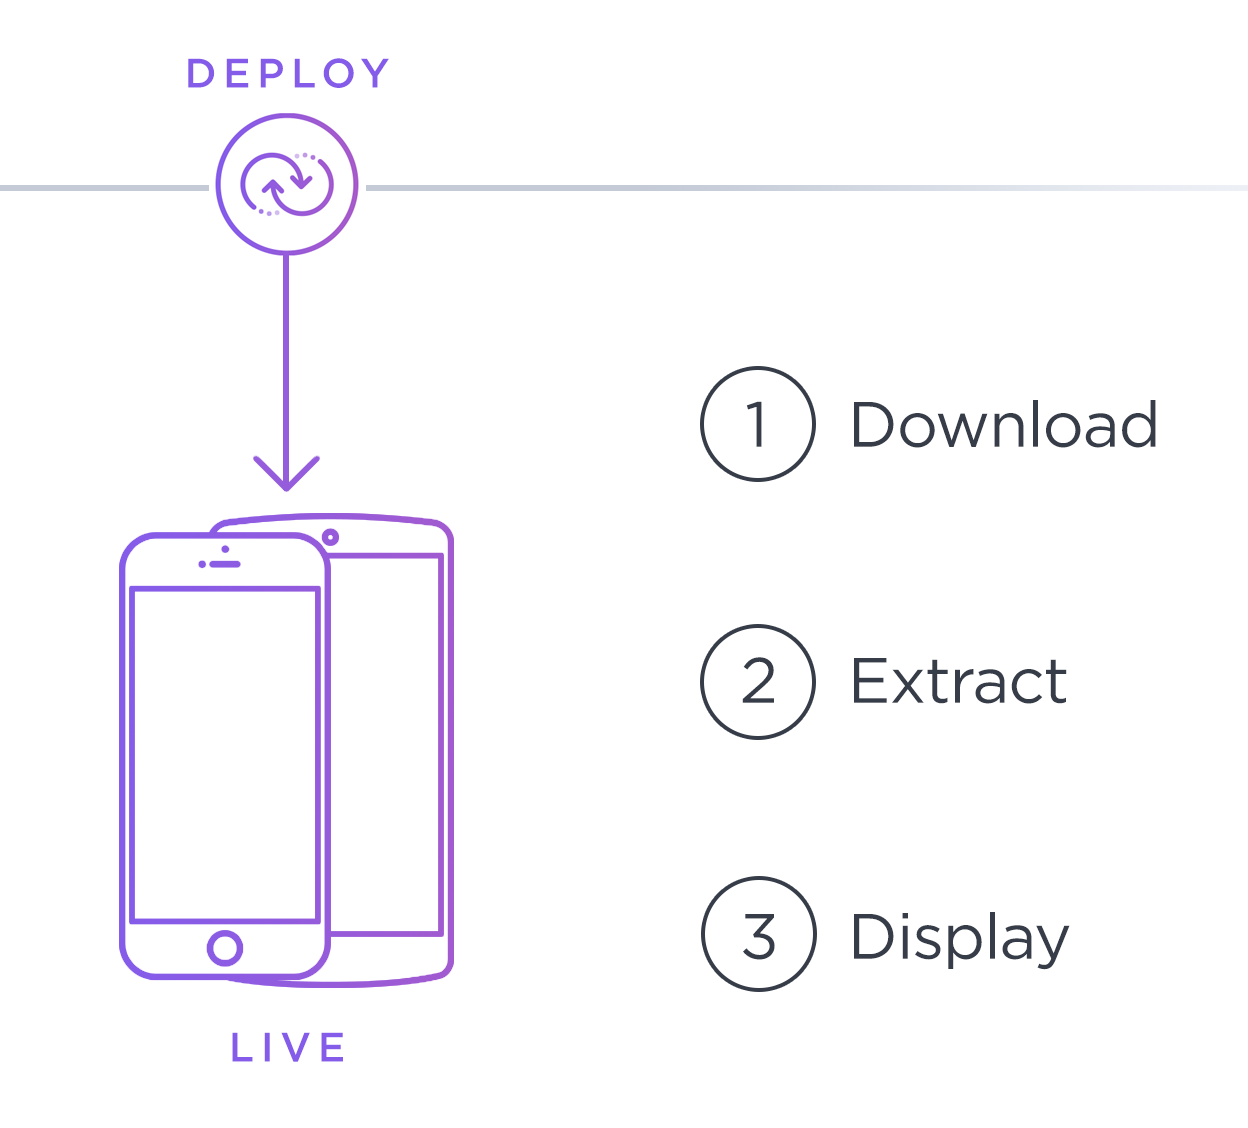 DEPLOY
1 Download
2 Extract
3 Display
LIVE